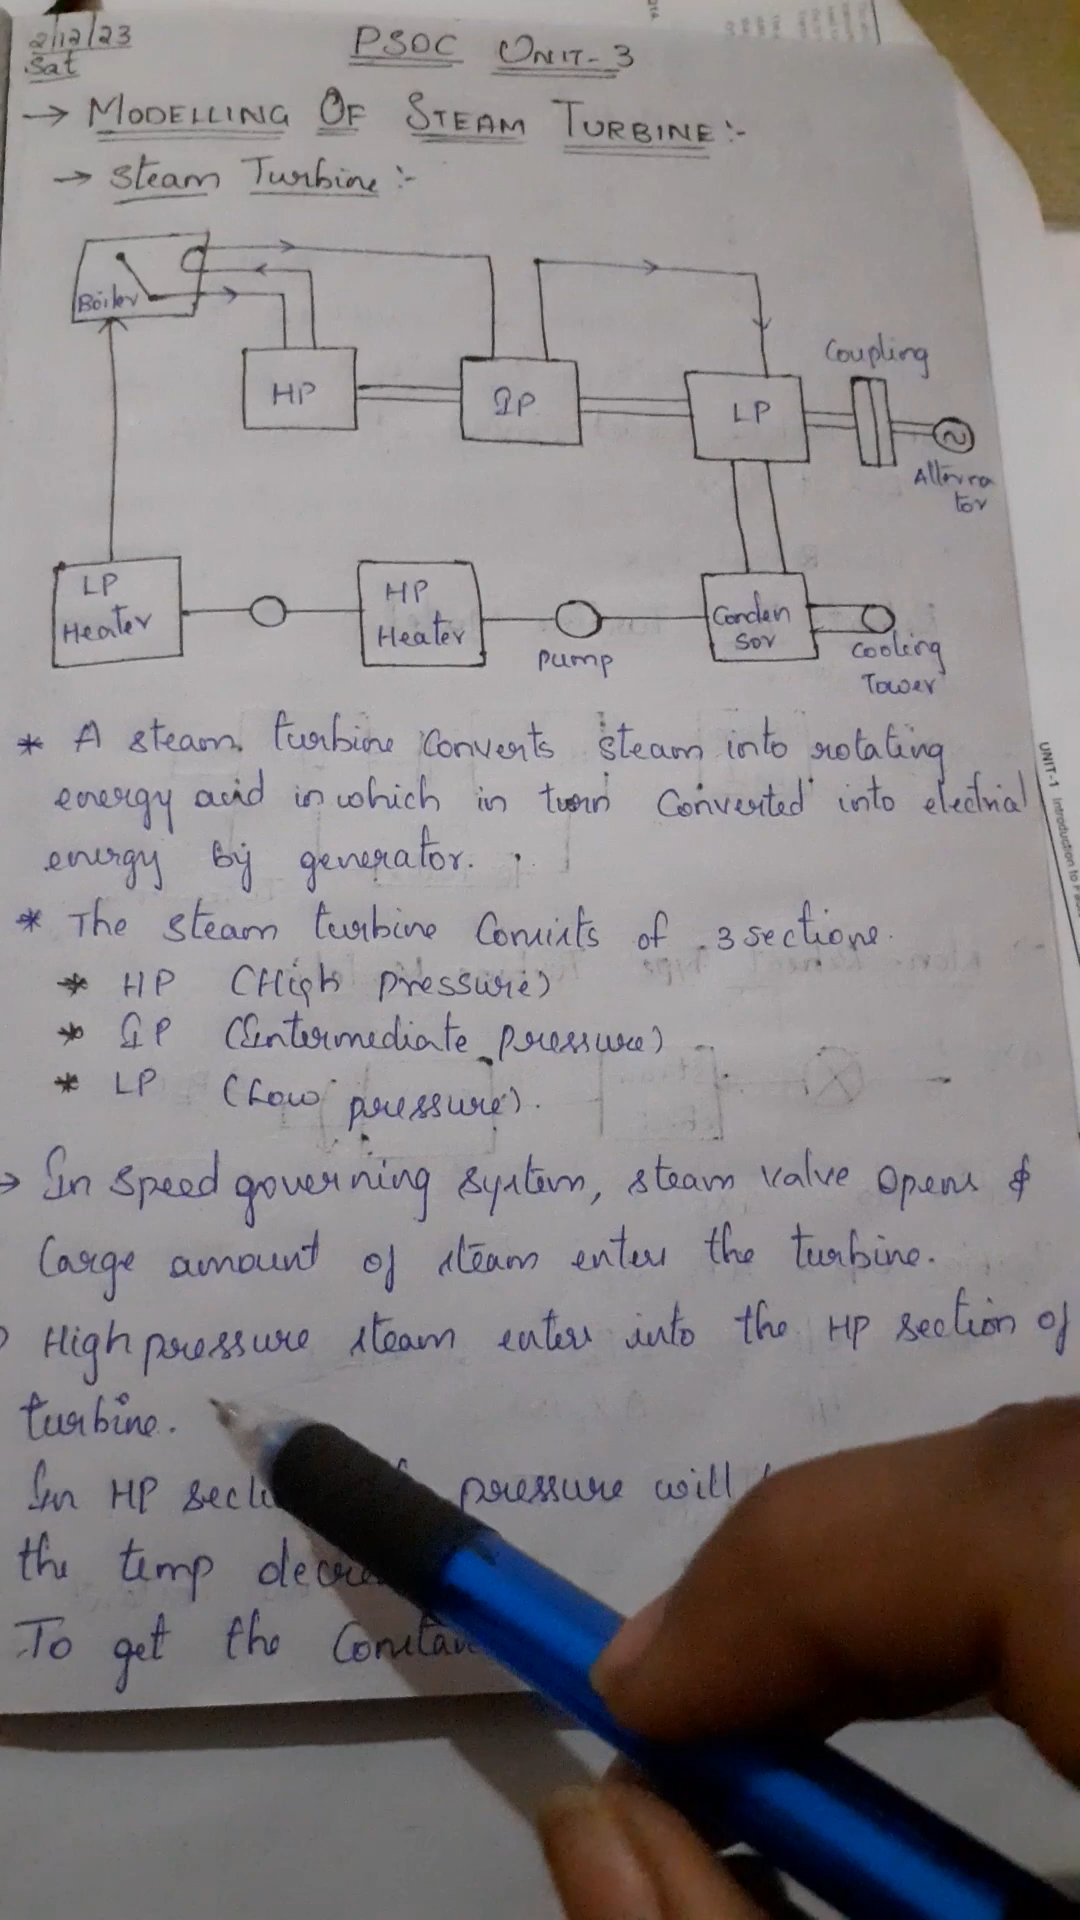 2/12/23
Sat
PSOC UNIT-3
→ MODELLING OF STEAM TURBINE:-
→ Steam Turbine:-
Boiler
HP
IP
LP
Coupling
Alterna
tor
LP
Heater
HP
Heater
Pump
Conden
sor
Cooling
Tower
* A steam turbine converts steam into rotating
energy and in which in turn converted into electrial
energy by generator.
* The steam turbine consists of 3 sections.
* HP (High pressure)
* IP (Intermediate pressure)
* LP (Low pressure).
→ In speed governing system, steam valve opens &
large amount of steam enters the turbine.
High pressure steam enters into the HP section of
turbine.
In HP pressure will
the temp
To get the
UNIT-1 Introduction to